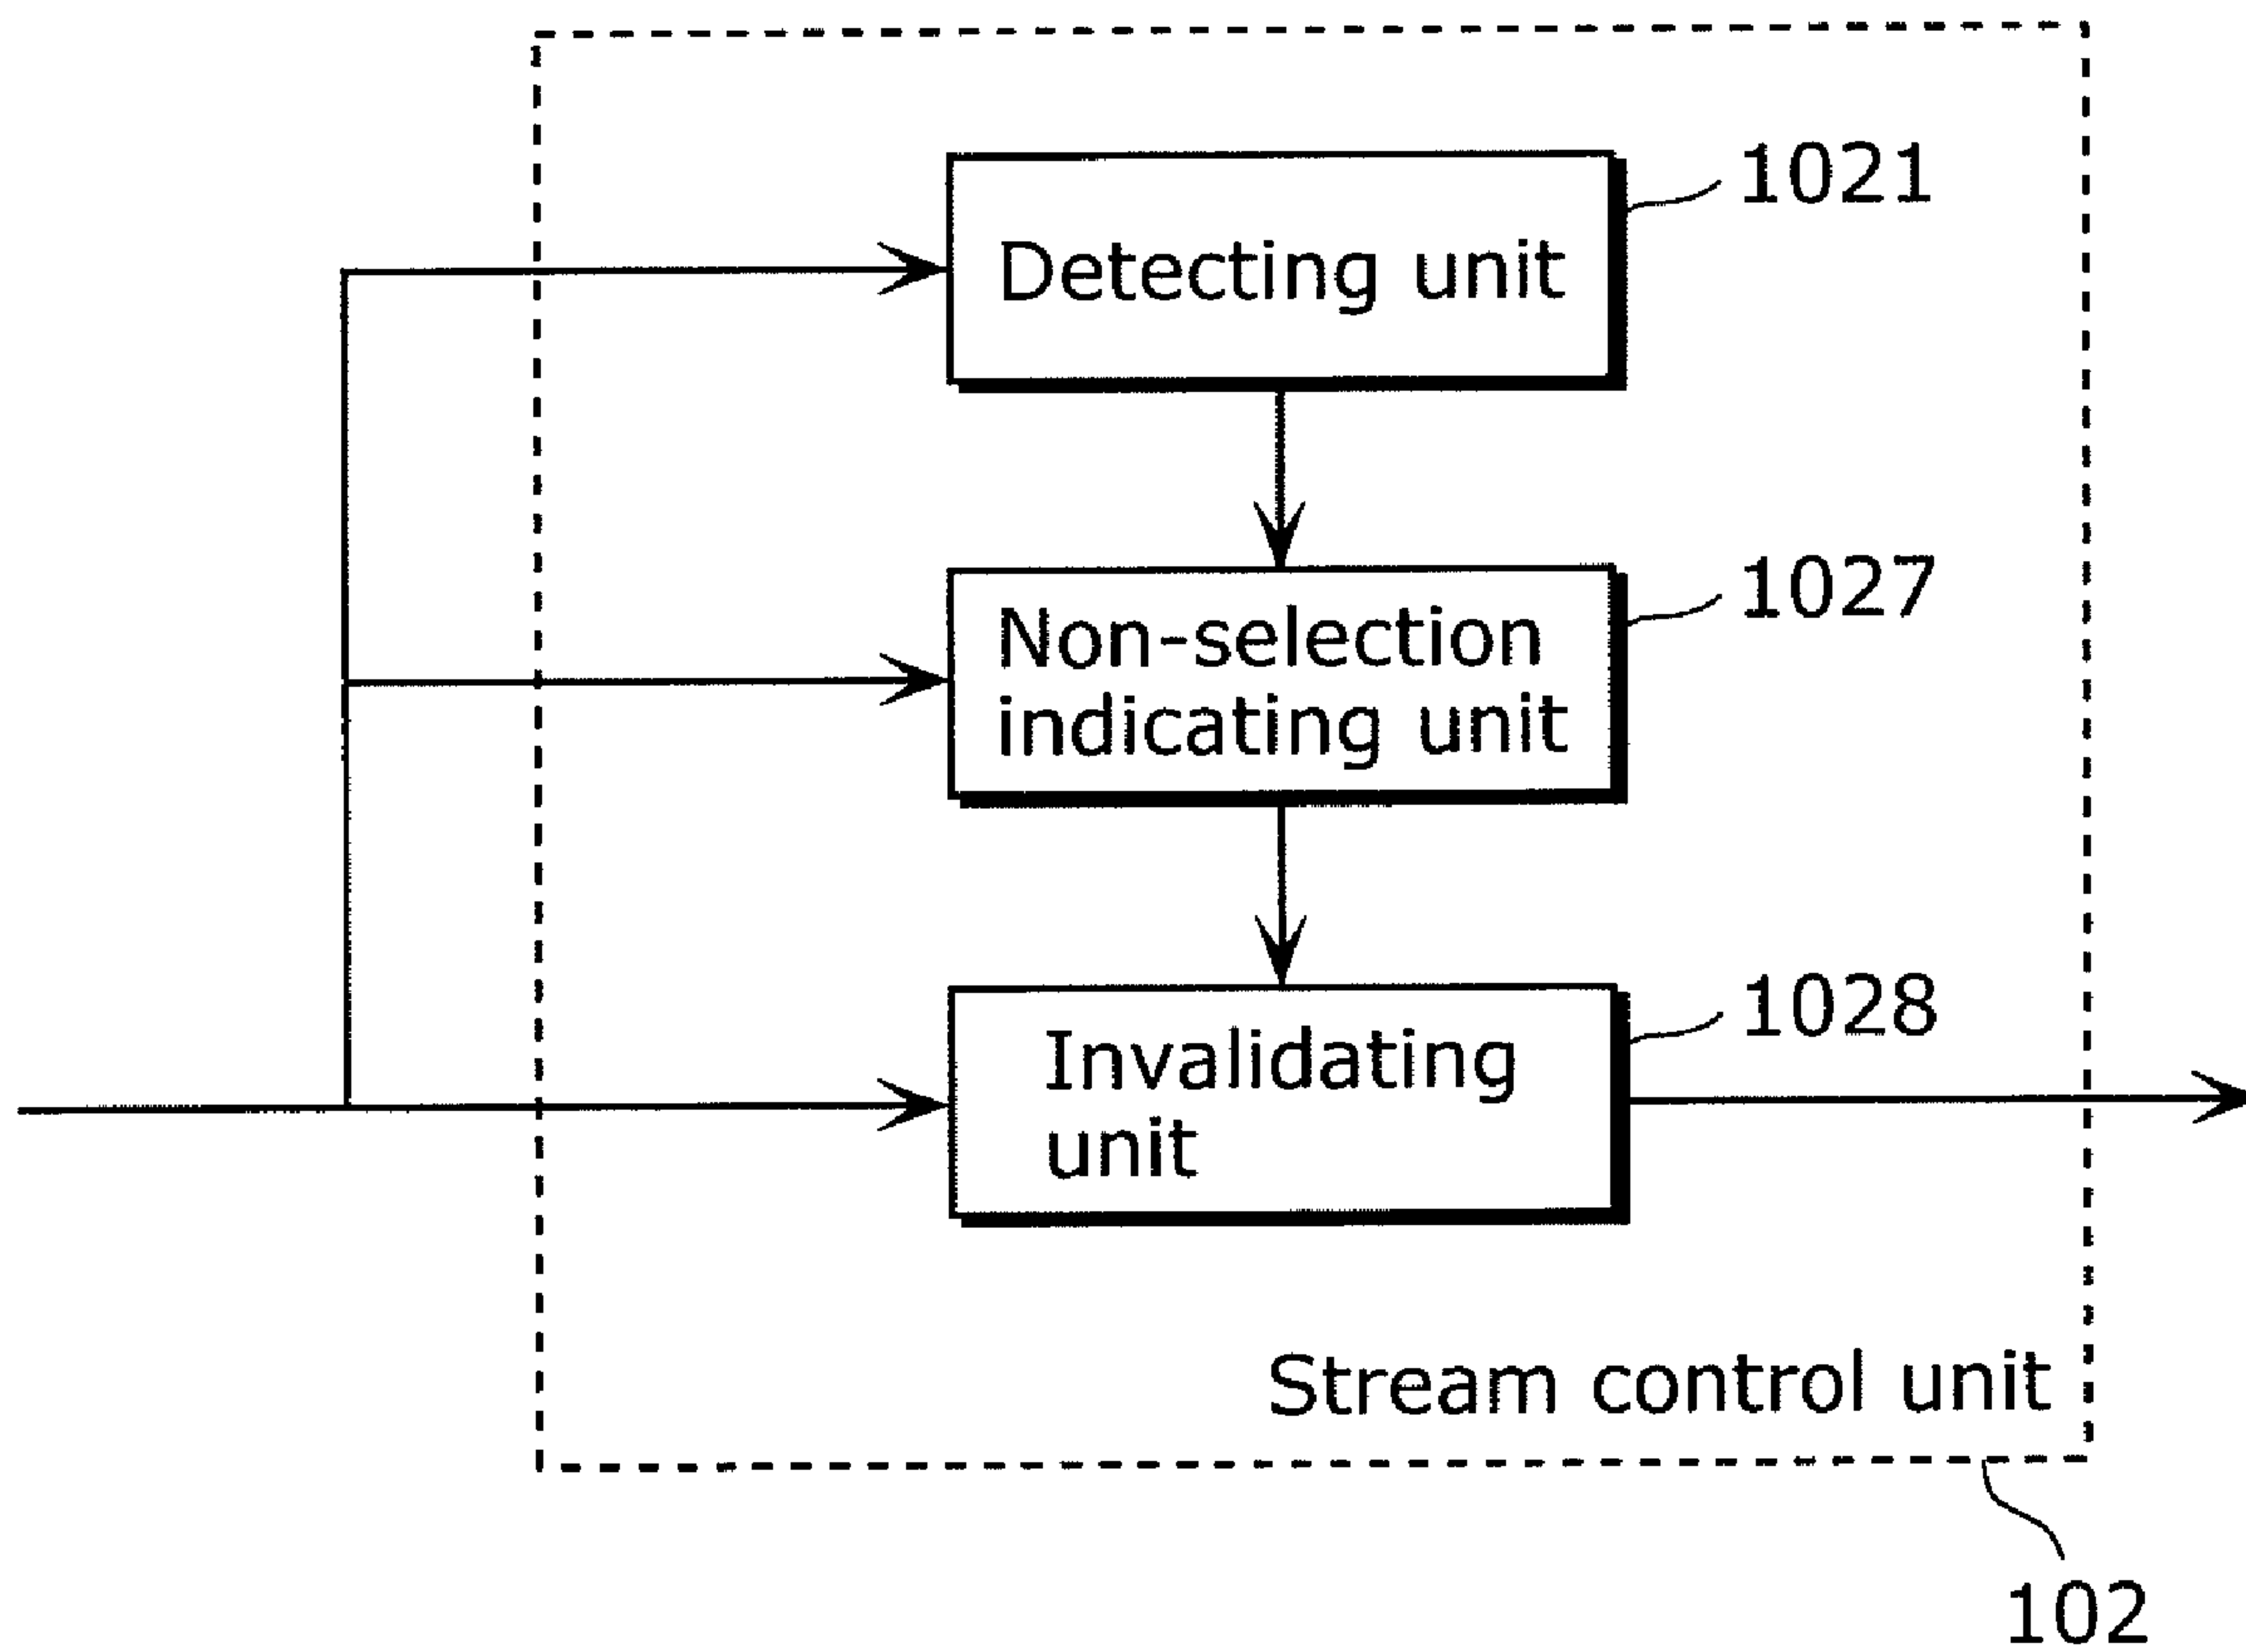 1021
Detecting unit
1027
Non-selection
indicating unit
1028
Invalidating
unit
Stream control unit
102